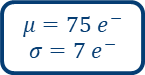 μ = 75 e⁻
σ = 7 e⁻